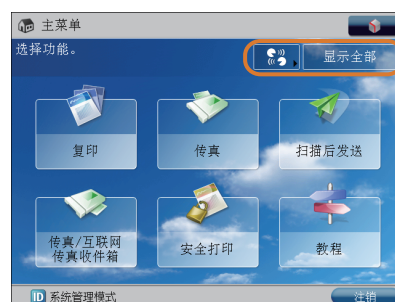 主菜单
选择功能。
显示全部
复印
传真
扫描后发送
传真/互联网
传真收件箱
安全打印
教程
ID 系统管理模式
注销